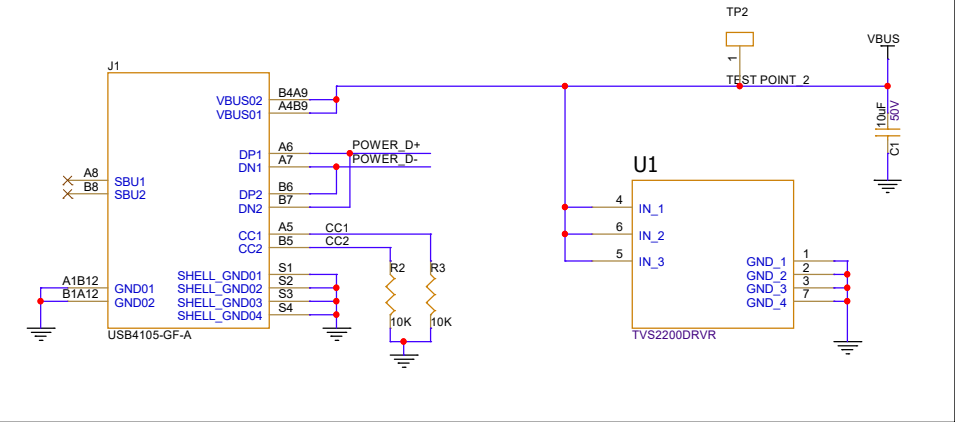 TP2
1
TEST POINT_2
VBUS
10uF
50V
C1
J1
VBUS02
B4A9
VBUS01
A4B9
DP1
A6
POWER_D+
DN1
A7
POWER_D-
A8
SBU1
B8
SBU2
DP2
B6
DN2
B7
CC1
A5
CC1
CC2
B5
CC2
R2
R3
10K
10K
SHELL_GND01
S1
SHELL_GND02
S2
SHELL_GND03
S3
SHELL_GND04
S4
A1B12
GND01
B1A12
GND02
USB4105-GF-A
U1
4
IN_1
6
IN_2
5
IN_3
GND_1
1
GND_2
2
GND_3
3
GND_4
7
TVS2200DRVR